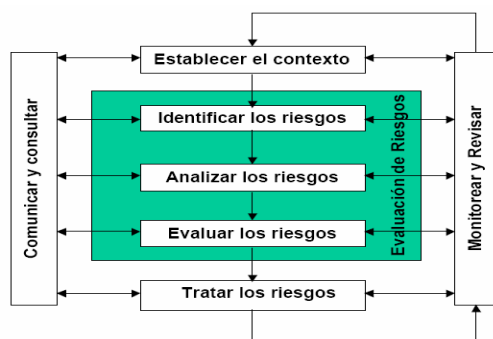 Establecer el contexto
Comunicar y consultar
Identificar los riesgos
Analizar los riesgos
Evaluar los riesgos
Evaluación de Riesgos
Monitorear y Revisar
Tratar los riesgos